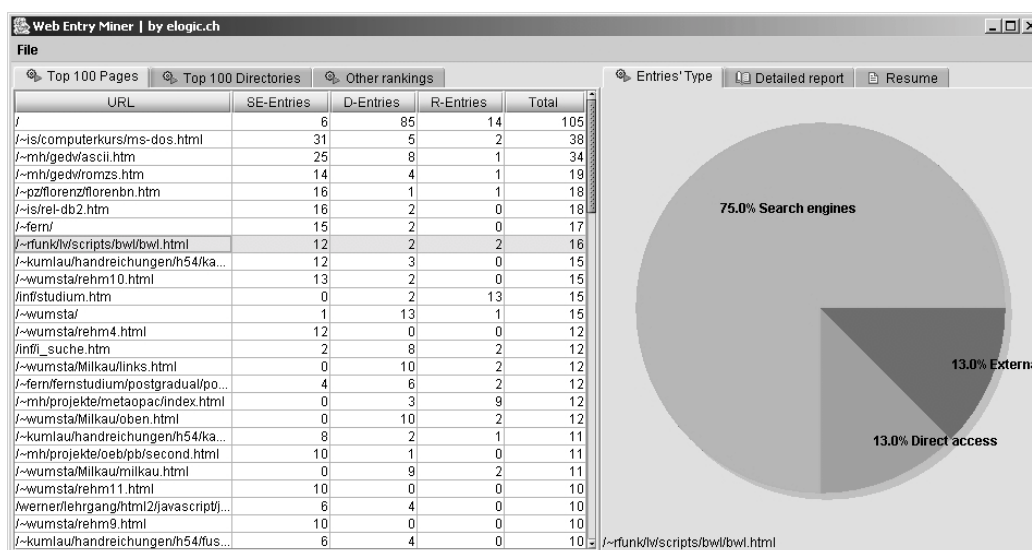 Web Entry Miner | by elogic.ch
File
Top 100 Pages Top 100 Directories Other rankings
URL SE-Entries D-Entries R-Entries Total
/ 6 85 14 105
/~is/computerkurs/ms-dos.html 31 5 2 38
/~mh/gedv/ascii.htm 25 8 1 34
/~mh/gedv/romzs.htm 14 4 1 19
/~pz/florenz/florenbn.htm 16 1 1 18
/~is/rel-db2.htm 16 2 0 18
/~fern/ 15 2 0 17
/~rfunk/lv/scripts/bwl/bwl.html 12 2 2 16
/~kumlau/handreichungen/h54/ka... 12 3 0 15
/~wumsta/rehm10.html 13 2 0 15
/inf/studium.htm 0 2 13 15
/~wumsta/ 1 13 1 15
/~wumsta/rehm4.html 12 0 0 12
/inf/i_suche.htm 2 8 2 12
/~wumsta/Milkau/links.html 0 10 2 12
/~fern/fernstudium/postgradual/po... 4 6 2 12
/~mh/projekte/metaopac/index.html 0 3 9 12
/~wumsta/Milkau/oben.html 0 10 2 12
/~kumlau/handreichungen/h54/ka... 8 2 1 11
/~mh/projekte/oeb/pb/second.html 10 1 0 11
/~wumsta/Milkau/milkau.html 0 9 2 11
/~wumsta/rehm11.html 10 0 0 10
/werner/lehrgang/html2/javascript/j... 6 4 0 10
/~wumsta/rehm9.html 10 0 0 10
/~kumlau/handreichungen/h54/fus... 6 4 0 10
Entries' Type Detailed report Resume
75.0% Search engines
13.0% Externa
13.0% Direct access
/~rfunk/lv/scripts/bwl/bwl.html